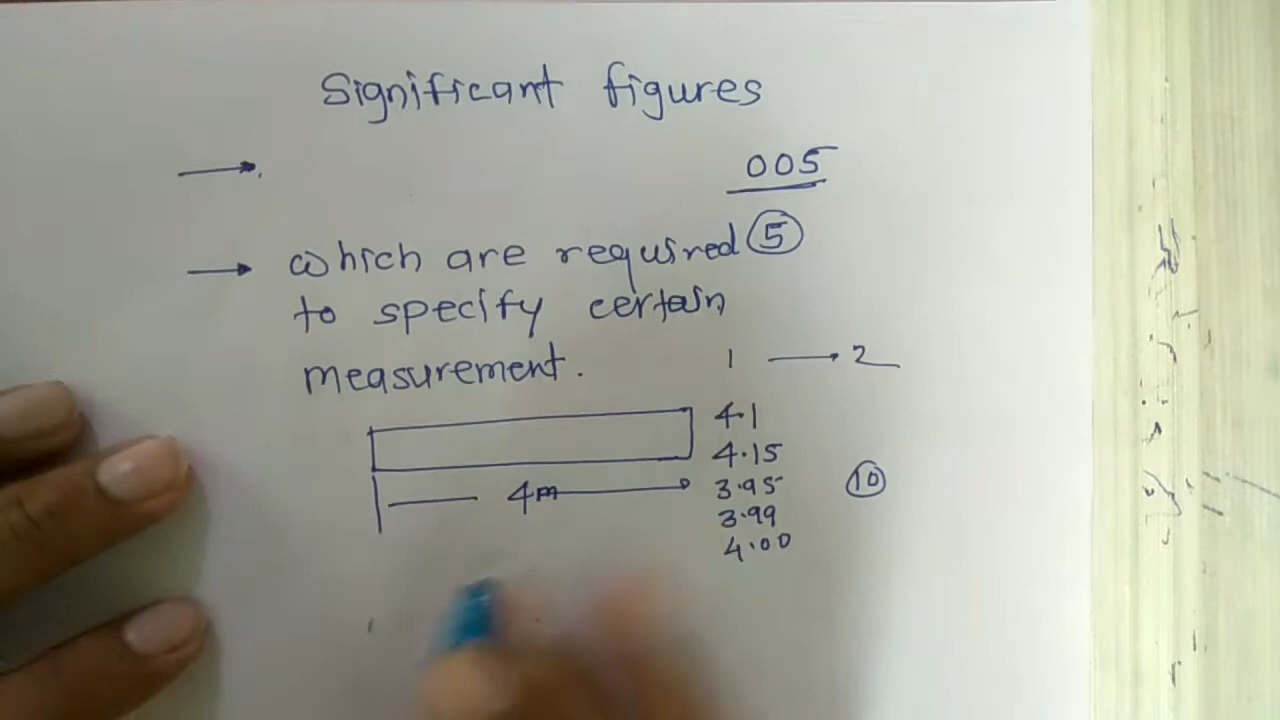 Significant figures
005
which are required 5
to specify certain
measurement.
1 → 2
4.1
4.15
3.95
10
4m
3.99
4.00